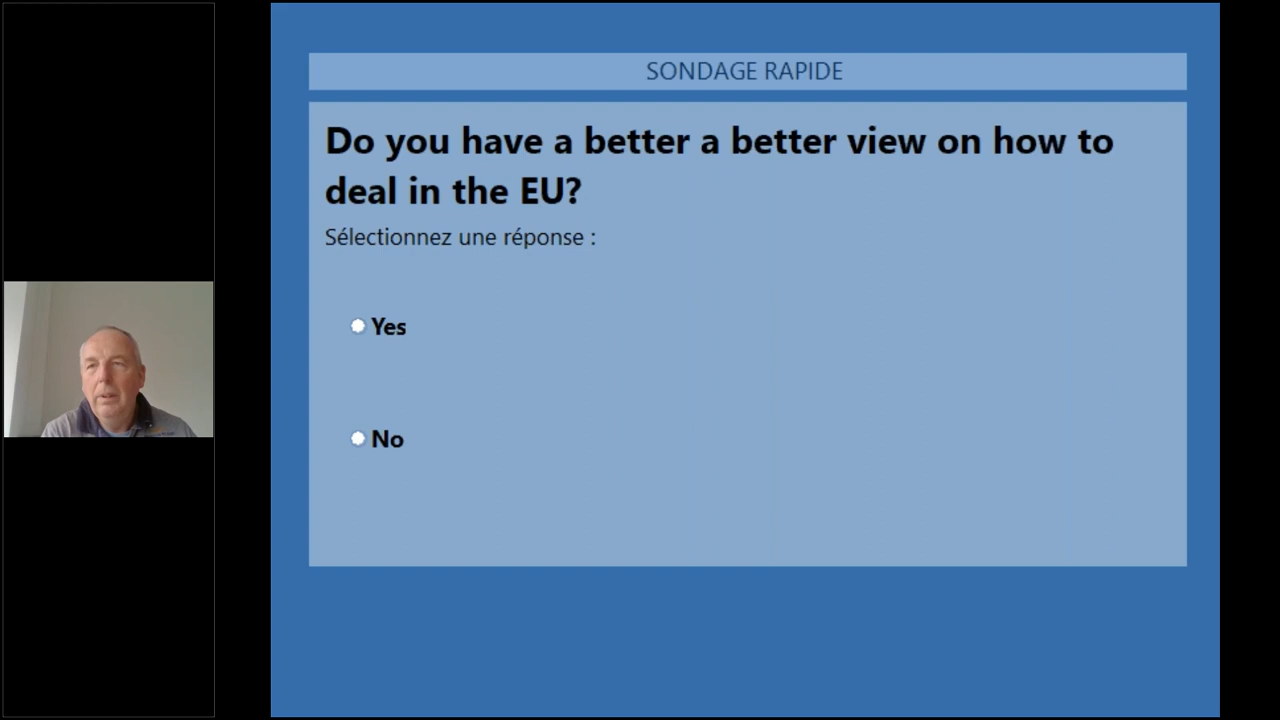 SONDAGE RAPIDE
Do you have a better a better view on how to
deal in the EU?
Sélectionnez une réponse :
Yes
No